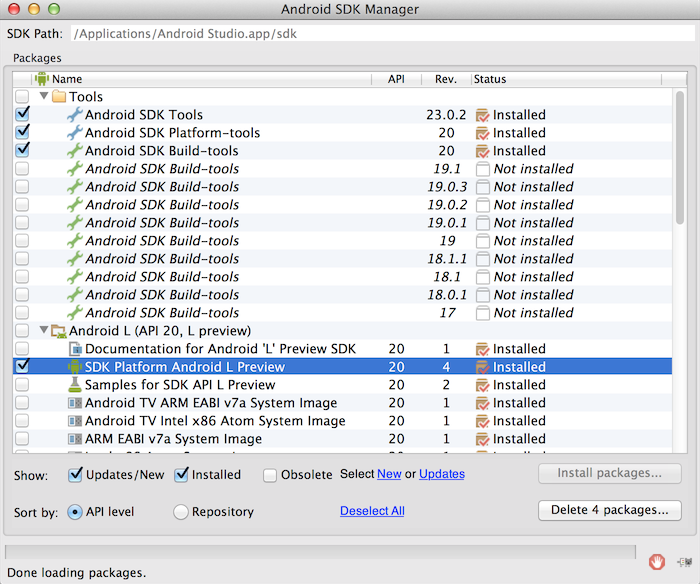 Android SDK Manager
SDK Path: /Applications/Android Studio.app/sdk
Packages
Name API Rev. Status
Tools
Android SDK Tools 23.0.2 Installed
Android SDK Platform-tools 20 Installed
Android SDK Build-tools 20 Installed
Android SDK Build-tools 19.1 Not installed
Android SDK Build-tools 19.0.3 Not installed
Android SDK Build-tools 19.0.2 Not installed
Android SDK Build-tools 19.0.1 Not installed
Android SDK Build-tools 19 Not installed
Android SDK Build-tools 18.1.1 Not installed
Android SDK Build-tools 18.1 Not installed
Android SDK Build-tools 18.0.1 Not installed
Android SDK Build-tools 17 Not installed
Android L (API 20, L preview)
Documentation for Android 'L' Preview SDK 20 1 Installed
SDK Platform Android L Preview 20 4 Installed
Samples for SDK API L Preview 20 2 Installed
Android TV ARM EABI v7a System Image 20 1 Installed
Android TV Intel x86 Atom System Image 20 1 Installed
ARM EABI v7a System Image 20 1 Installed
Show: Updates/New Installed Obsolete Select New or Updates Install packages...
Sort by: API level Repository Deselect All Delete 4 packages...
Done loading packages.